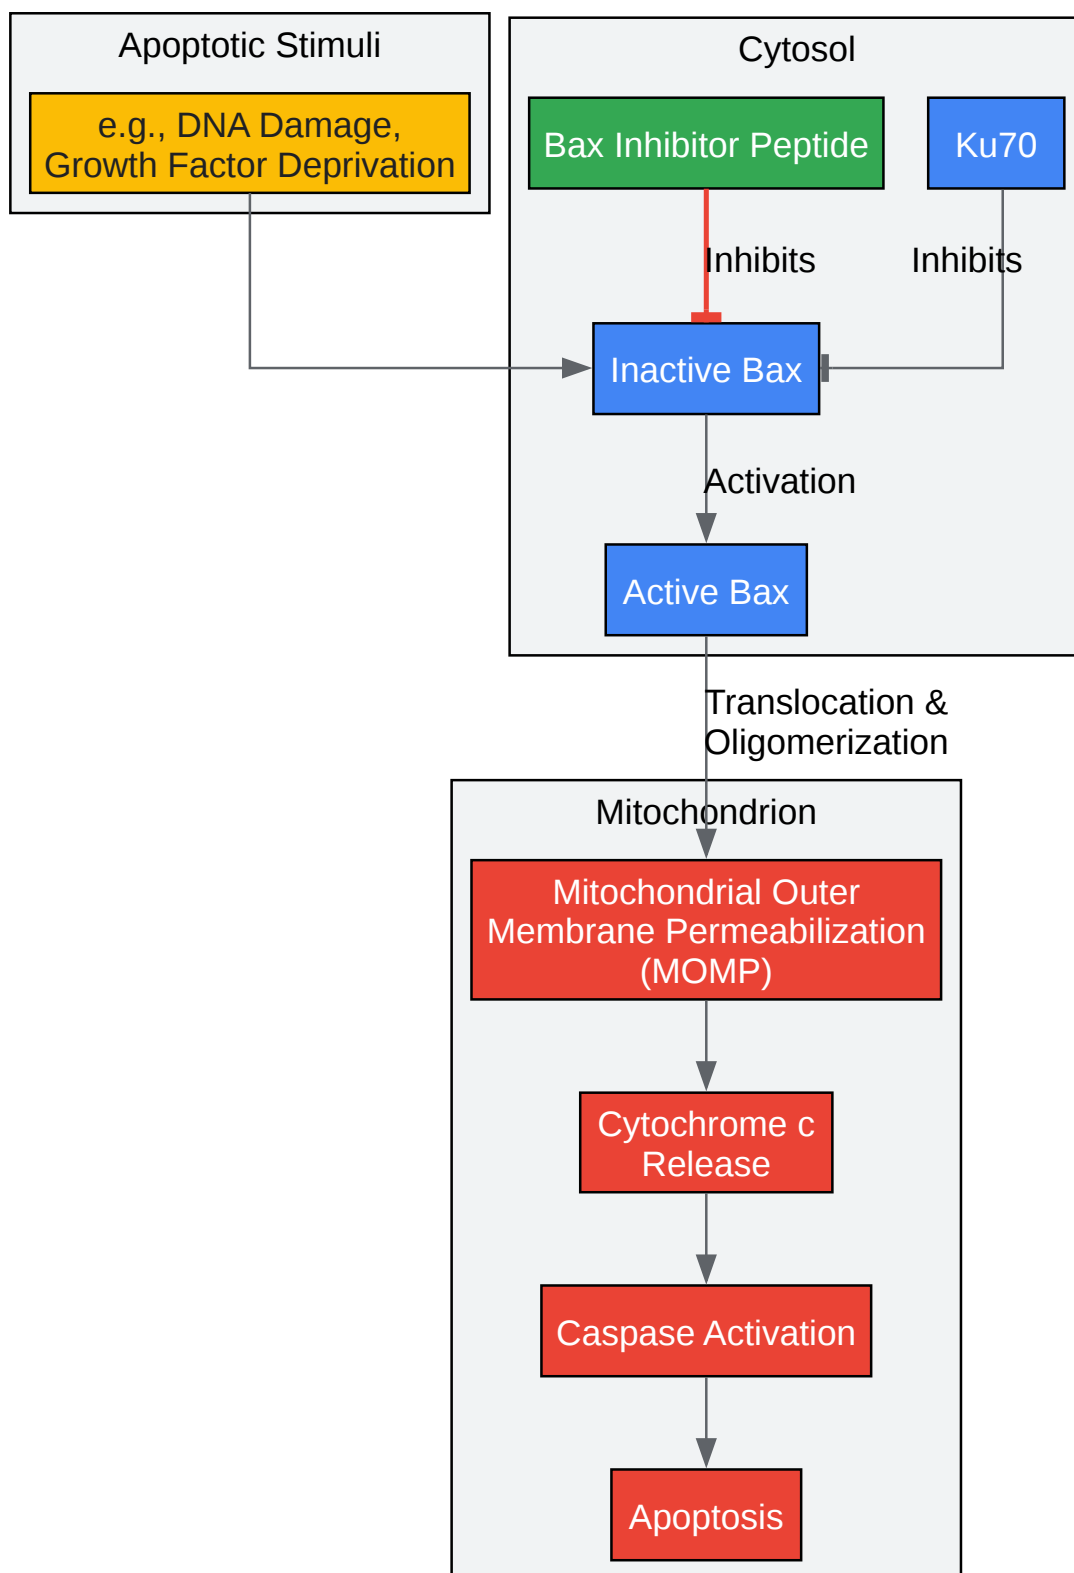 Apoptotic Stimuli
e.g., DNA Damage,
Growth Factor Deprivation
Cytosol
Bax Inhibitor Peptide
Ku70
Inhibits
Inhibits
Inactive Bax
Activation
Active Bax
Translocation &
Oligomerization
Mitochondrion
Mitochondrial Outer
Membrane Permeabilization
(MOMP)
Cytochrome c
Release
Caspase Activation
Apoptosis